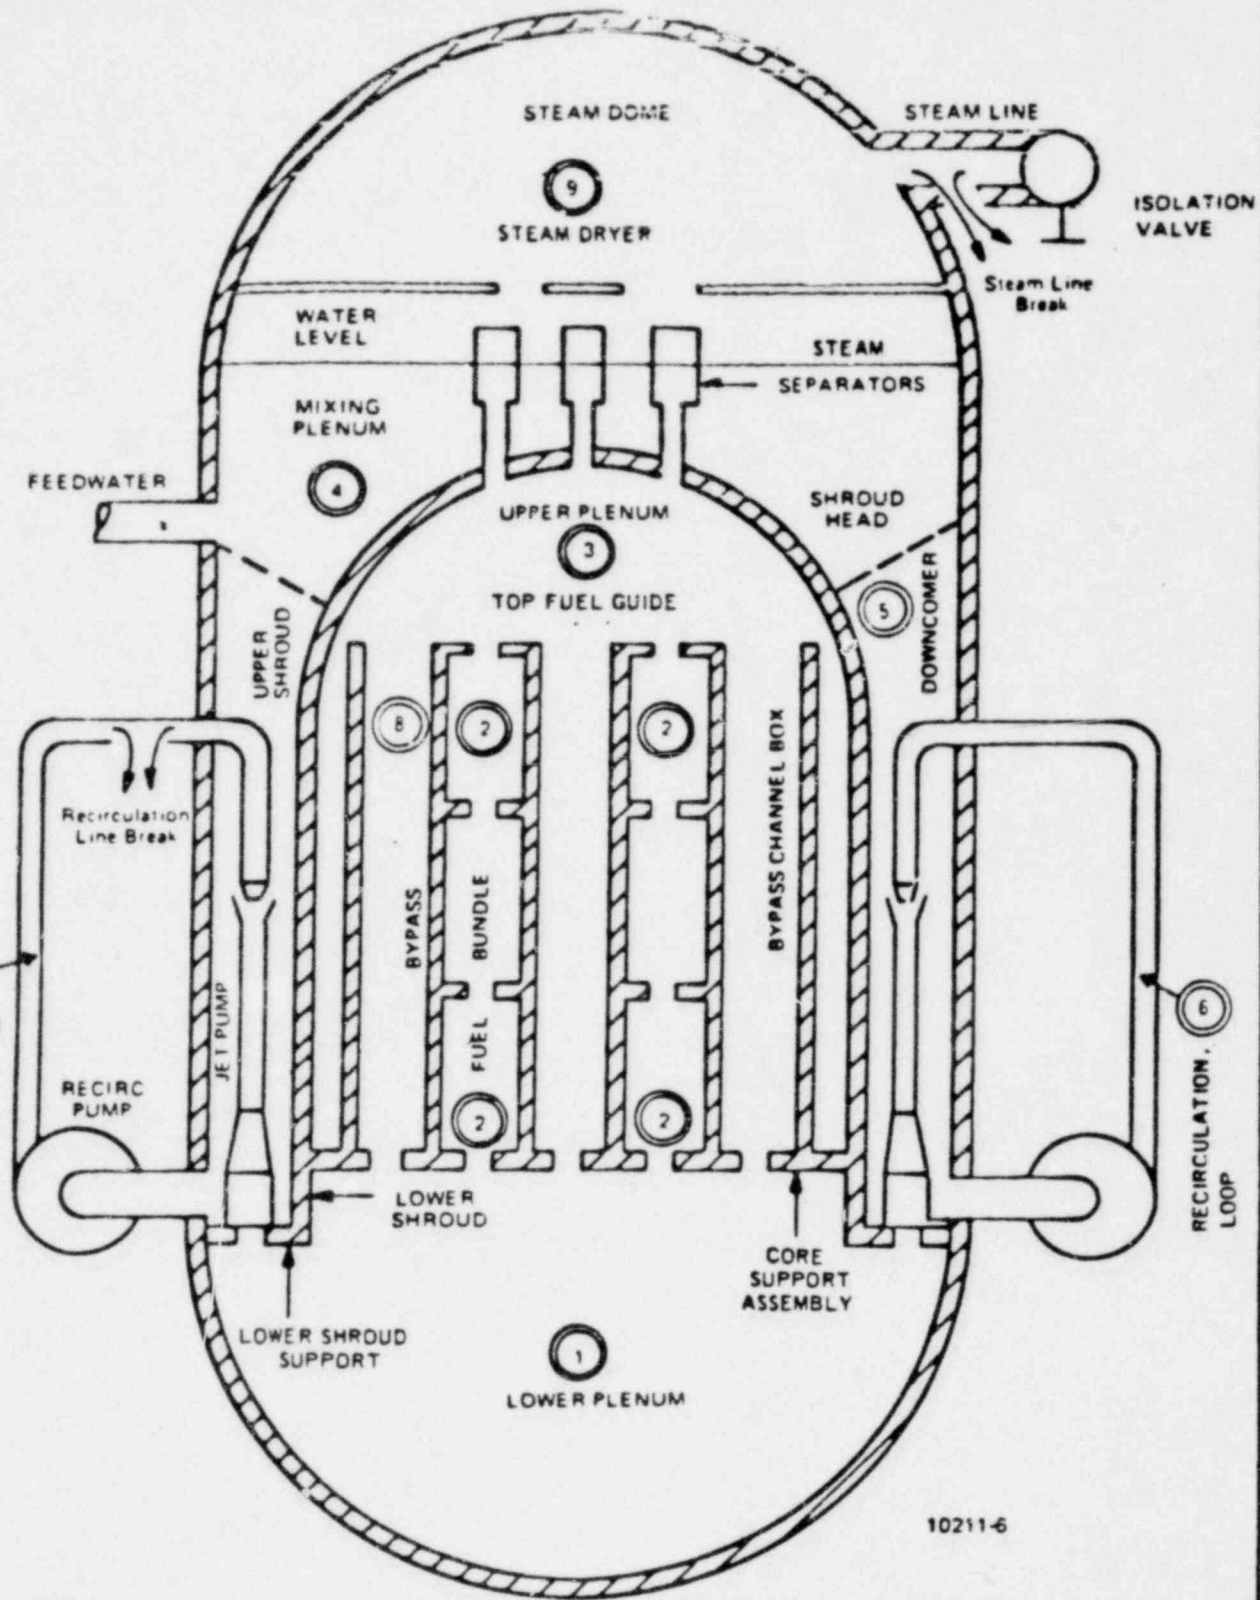 STEAM DOME
STEAM LINE
9
ISOLATION
VALVE
STEAM DRYER
Steam Line
Break
WATER
LEVEL
STEAM
SEPARATORS
MIXING
PLENUM
FEEDWATER
4
SHROUD
HEAD
UPPER PLENUM
3
TOP FUEL GUIDE
5
DOWNCOMER
UPPER
SHROUD
8
2
2
BYPASS CHANNEL BOX
Recirculation
Line Break
BYPASS
FUEL BUNDLE
JET PUMP
6
RECIRCULATION,
LOOP
RECIRC
PUMP
2
2
LOWER
SHROUD
CORE
SUPPORT
ASSEMBLY
LOWER SHROUD
SUPPORT
1
LOWER PLENUM
10211-6